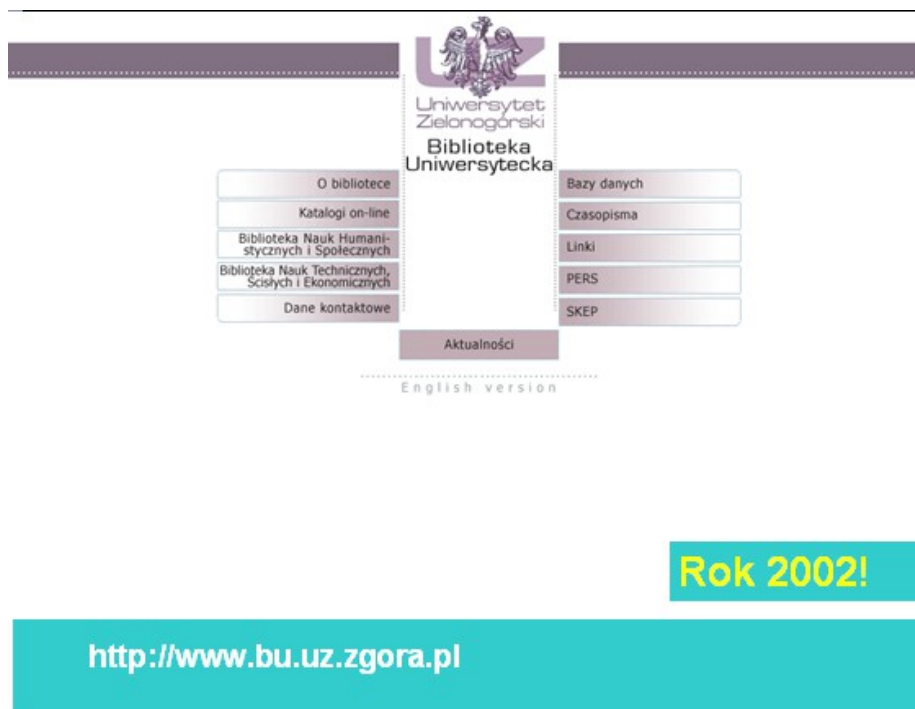 UZ
Uniwersytet
Zielonogórski
Biblioteka
Uniwersytecka
O bibliotece
Katalogi on-line
Biblioteka Nauk Humani-
stycznych i Społecznych
Biblioteka Nauk Technicznych,
Ścisłych i Ekonomicznych
Dane kontaktowe
Bazy danych
Czasopisma
Linki
PERS
SKEP
Aktualności
English version
Rok 2002!
http://www.bu.uz.zgora.pl